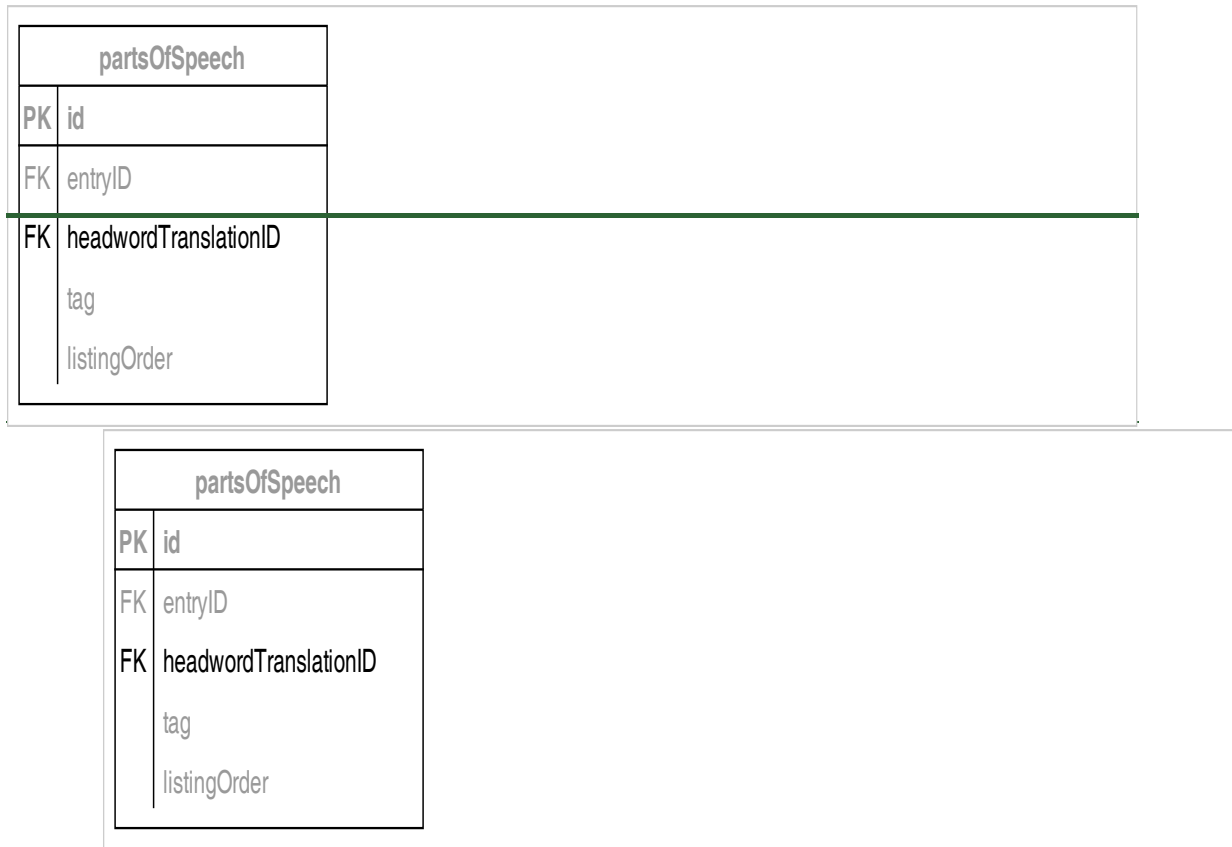 partsOfSpeech
PK id
FK entryID
FK headwordTranslationID
tag
listingOrder
partsOfSpeech
PK id
FK entryID
FK headwordTranslationID
tag
listingOrder